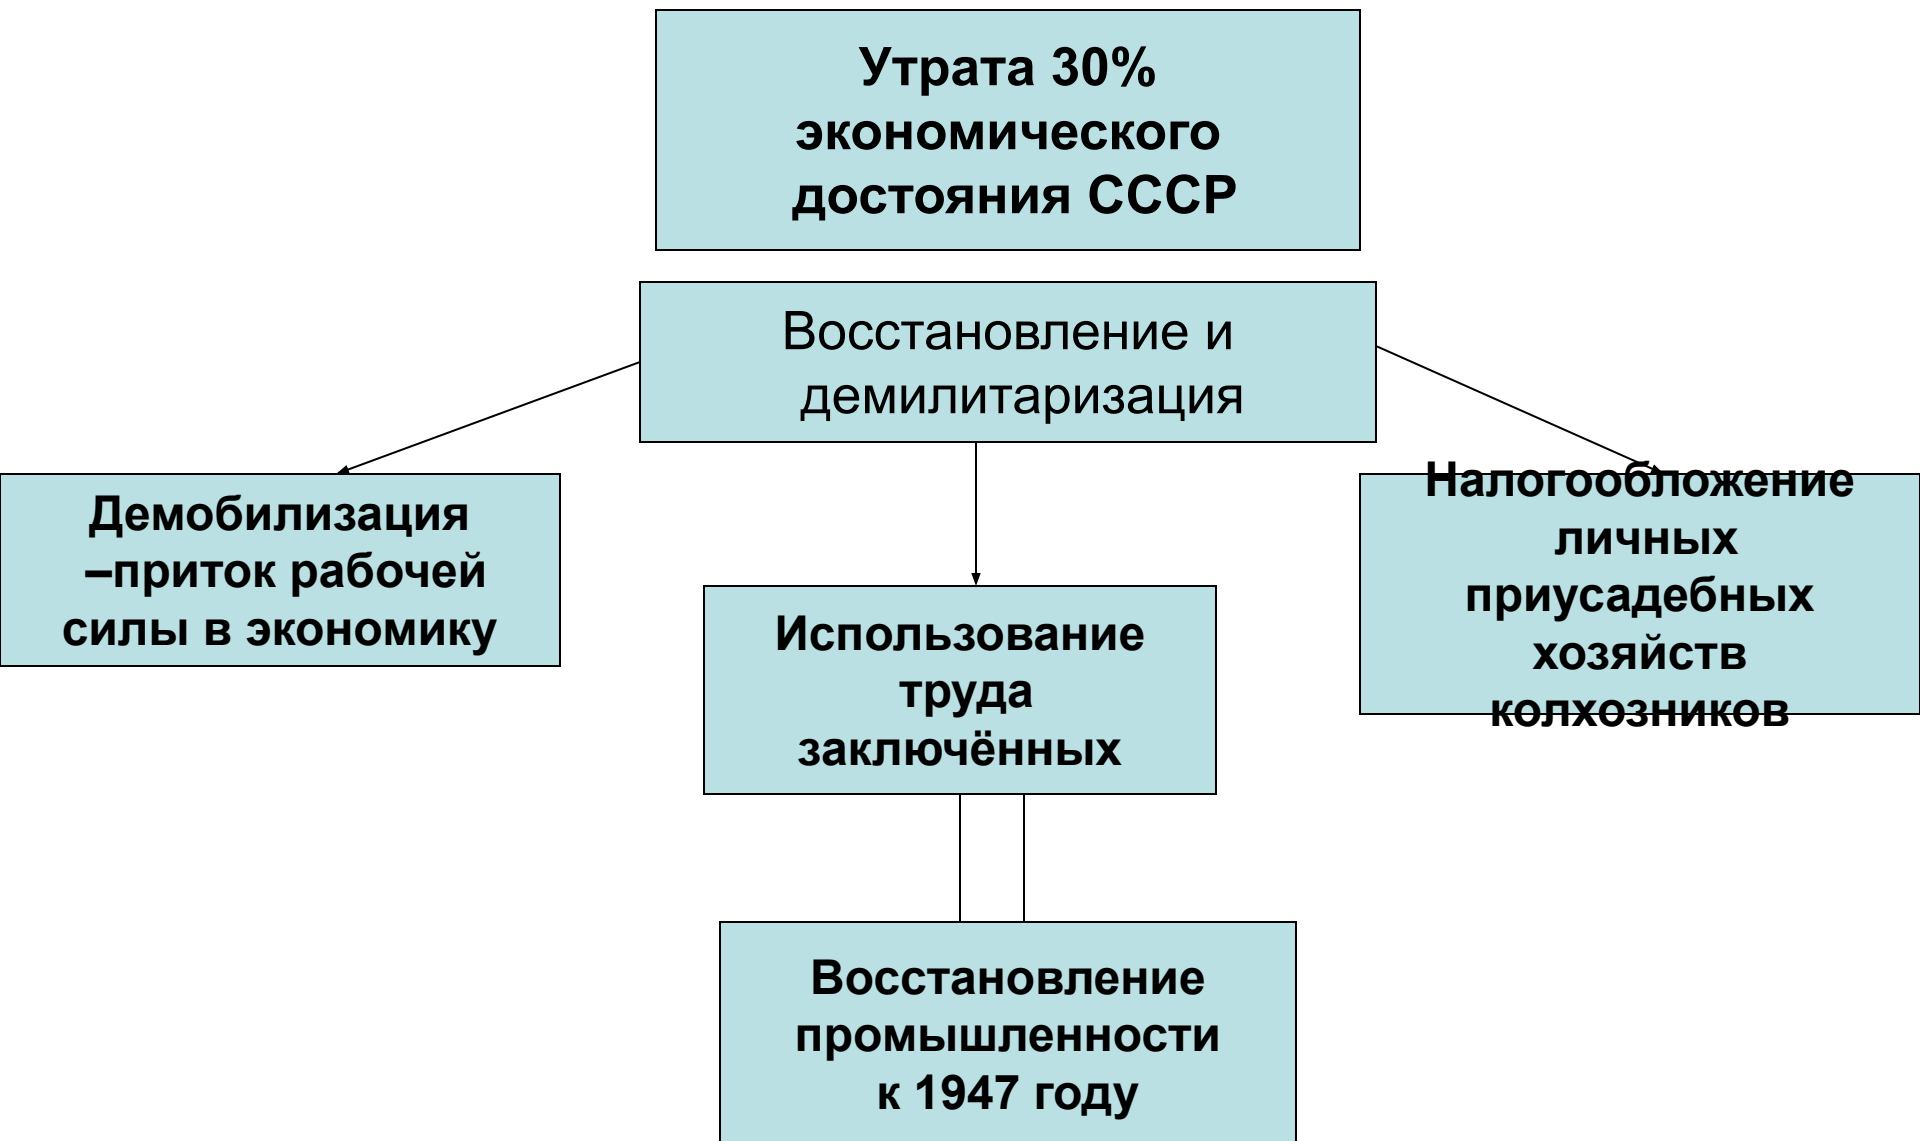 Утрата 30%
экономического
достояния СССР
Восстановление и
демилитаризация
Демобилизация
–приток рабочей
силы в экономику
Использование
труда
заключённых
Налогообложение
личных
приусадебных
хозяйств
колхозников
Восстановление
промышленности
к 1947 году